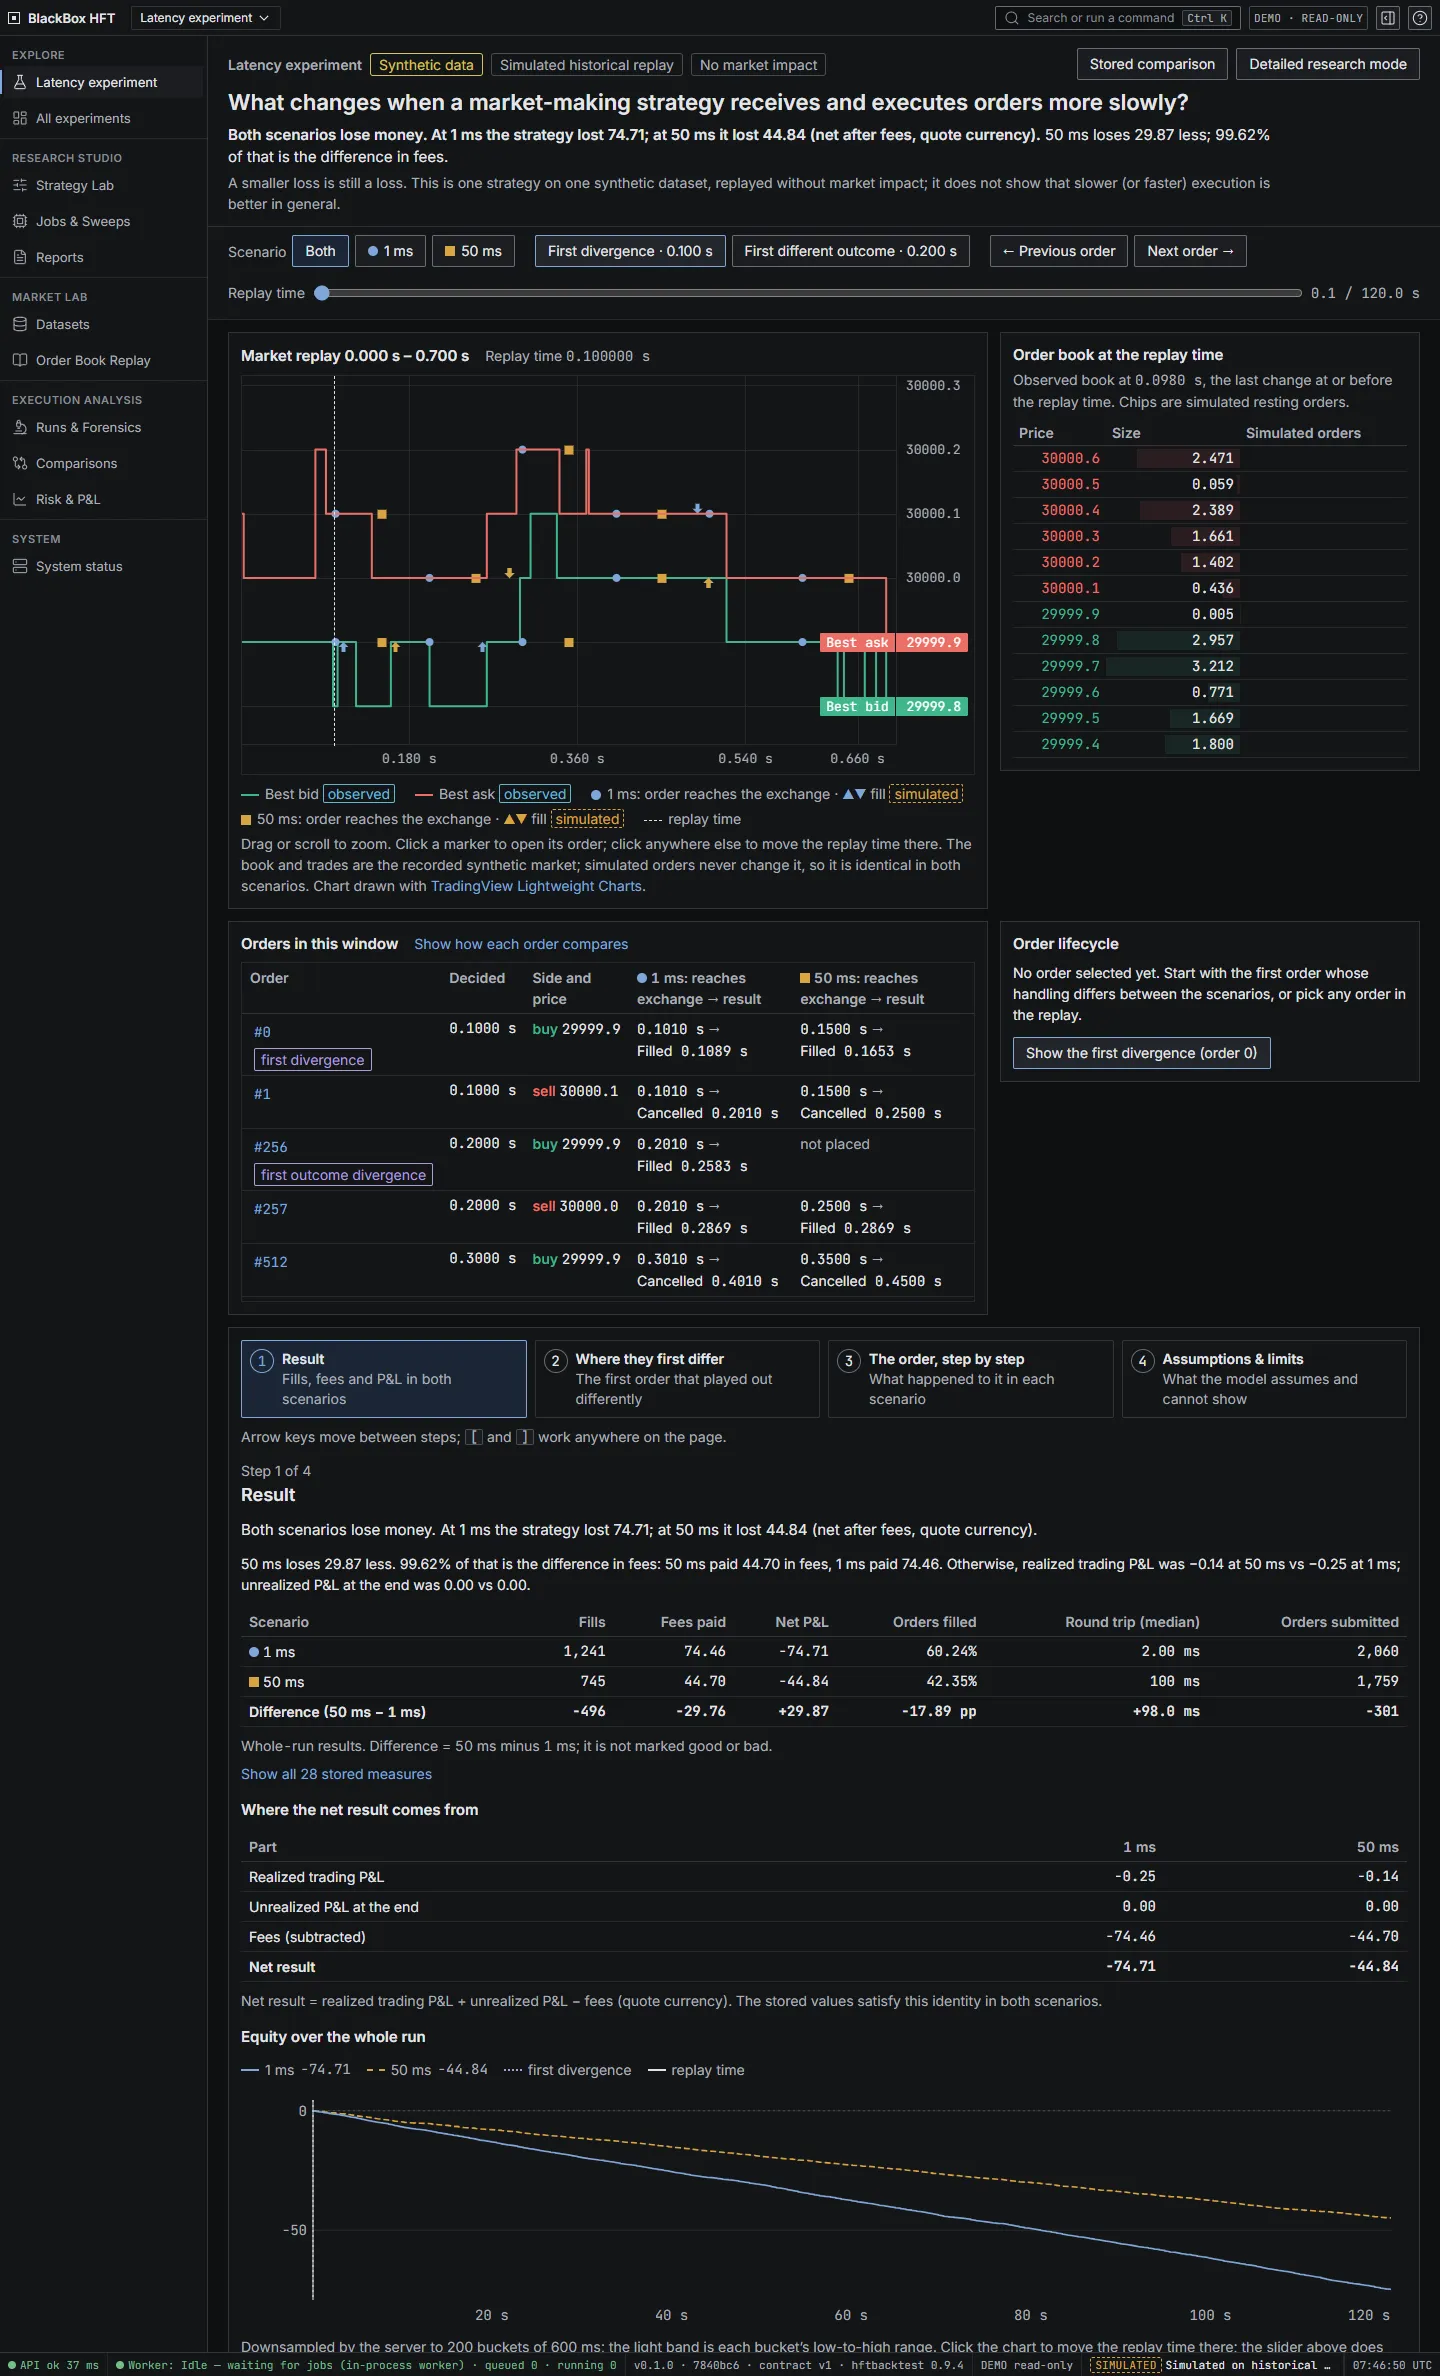 BlackBox HFT
Latency experiment
Search or run a command Ctrl K
DEMO · READ-ONLY
EXPLORE
Latency experiment
All experiments
RESEARCH STUDIO
Strategy Lab
Jobs & Sweeps
Reports
MARKET LAB
Datasets
Order Book Replay
EXECUTION ANALYSIS
Runs & Forensics
Comparisons
Risk & P&L
SYSTEM
System status
Latency experiment Synthetic data Simulated historical replay No market impact
Stored comparison Detailed research mode
What changes when a market-making strategy receives and executes orders more slowly?
Both scenarios lose money. At 1 ms the strategy lost 74.71; at 50 ms it lost 44.84 (net after fees, quote currency). 50 ms loses 29.87 less; 99.62%
of that is the difference in fees.
A smaller loss is still a loss. This is one strategy on one synthetic dataset, replayed without market impact; it does not show that slower (or faster) execution is
better in general.
Scenario Both 1 ms 50 ms First divergence · 0.100 s First different outcome · 0.200 s ← Previous order Next order →
Replay time 0.1 / 120.0 s
Market replay 0.000 s – 0.700 s Replay time 0.100000 s
30000.3
30000.2
30000.1
30000.0
Best ask 29999.9
Best bid 29999.8
0.180 s 0.360 s 0.540 s 0.660 s
Best bid observed Best ask observed 1 ms: order reaches the exchange · ▲▼ fill simulated
50 ms: order reaches the exchange · ▲▼ fill simulated replay time
Drag or scroll to zoom. Click a marker to open its order; click anywhere else to move the replay time there. The
book and trades are the recorded synthetic market; simulated orders never change it, so it is identical in both
scenarios. Chart drawn with TradingView Lightweight Charts.
Order book at the replay time
Observed book at 0.0980 s, the last change at or before
the replay time. Chips are simulated resting orders.
Price Size Simulated orders
30000.6 2.471
30000.5 0.059
30000.4 2.389
30000.3 1.661
30000.2 1.402
30000.1 0.436
29999.9 0.005
29999.8 2.957
29999.7 3.212
29999.6 0.771
29999.5 1.669
29999.4 1.800
Orders in this window Show how each order compares
Order Decided Side and price 1 ms: reaches exchange → result 50 ms: reaches exchange → result
#0 first divergence 0.1000 s buy 29999.9 0.1010 s → Filled 0.1089 s 0.1500 s → Filled 0.1653 s
#1 0.1000 s sell 30000.1 0.1010 s → Cancelled 0.2010 s 0.1500 s → Cancelled 0.2500 s
#256 first outcome divergence 0.2000 s buy 29999.9 0.2010 s → Filled 0.2583 s not placed
#257 0.2000 s sell 30000.0 0.2010 s → Filled 0.2869 s 0.2500 s → Filled 0.2869 s
#512 0.3000 s buy 29999.9 0.3010 s → Cancelled 0.4010 s 0.3500 s → Cancelled 0.4500 s
Order lifecycle
No order selected yet. Start with the first order whose
handling differs between the scenarios, or pick any order in
the replay.
Show the first divergence (order 0)
1 Result
Fills, fees and P&L in both
scenarios
2 Where they first differ
The first order that played out
differently
3 The order, step by step
What happened to it in each
scenario
4 Assumptions & limits
What the model assumes and
cannot show
Arrow keys move between steps; [ and ] work anywhere on the page.
Step 1 of 4
Result
Both scenarios lose money. At 1 ms the strategy lost 74.71; at 50 ms it lost 44.84 (net after fees, quote currency).
50 ms loses 29.87 less. 99.62% of that is the difference in fees: 50 ms paid 44.70 in fees, 1 ms paid 74.46. Otherwise, realized trading P&L was −0.14 at 50 ms vs −0.25 at 1 ms;
unrealized P&L at the end was 0.00 vs 0.00.
Scenario Fills Fees paid Net P&L Orders filled Round trip (median) Orders submitted
1 ms 1,241 74.46 -74.71 60.24% 2.00 ms 2,060
50 ms 745 44.70 -44.84 42.35% 100 ms 1,759
Difference (50 ms − 1 ms) -496 -29.76 +29.87 -17.89 pp +98.0 ms -301
Whole-run results. Difference = 50 ms minus 1 ms; it is not marked good or bad.
Show all 28 stored measures
Where the net result comes from
Part 1 ms 50 ms
Realized trading P&L -0.25 -0.14
Unrealized P&L at the end 0.00 0.00
Fees (subtracted) -74.46 -44.70
Net result -74.71 -44.84
Net result = realized trading P&L + unrealized P&L − fees (quote currency). The stored values satisfy this identity in both scenarios.
Equity over the whole run
1 ms -74.71 50 ms -44.84 first divergence replay time
0
-50
20 s 40 s 60 s 80 s 100 s 120 s
Downsampled by the server to 200 buckets of 600 ms; the light band is each bucket's low-to-high range. Click the chart to move the replay time there; the slider above does
API ok 37 ms Worker: Idle — waiting for jobs (in-process worker) · queued 0 · running 0 v0.1.0 · 7840bc6 · contract v1 · hftbacktest 0.9.4 DEMO read-only SIMULATED Simulated on historical … 07:46:50 UTC